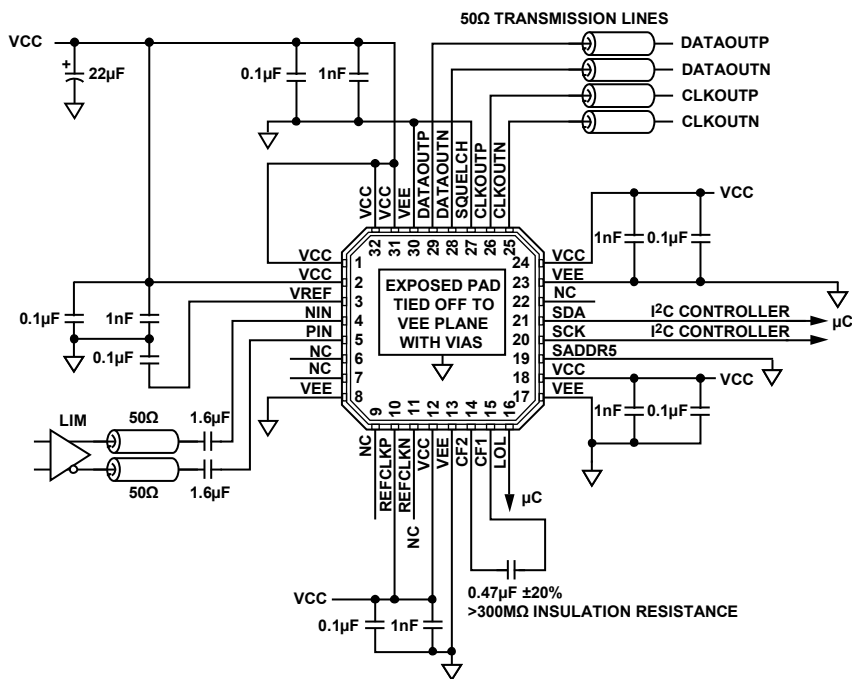 50Ω TRANSMISSION LINES
VCC
DATAOUTP
22µF
0.1µF
1nF
DATAOUTN
CLKOUTP
CLKOUTN
VCC
VCC
VEE
DATAOUTP
DATAOUTN
SQUELCH
CLKOUTP
CLKOUTN
32
31
30
29
28
27
26
25
VCC
1
VCC
2
VREF
3
NIN
4
PIN
5
NC
6
NC
7
VEE
8
0.1µF
1nF
0.1µF
EXPOSED PAD
TIED OFF TO
VEE PLANE
WITH VIAS
24
VCC
23
VEE
22
NC
21
SDA
20
SCK
19
SADDR5
18
VCC
17
VEE
VCC
1nF
0.1µF
I2C CONTROLLER
I2C CONTROLLER
µC
VCC
1nF
0.1µF
LIM
50Ω
1.6µF
50Ω
1.6µF
9
10
11
12
13
14
15
16
NC
REFCLKP
REFCLKN
VCC
VEE
CF2
CF1
LOL
NC
µC
VCC
0.1µF
1nF
0.47µF ±20%
>300MΩ INSULATION RESISTANCE